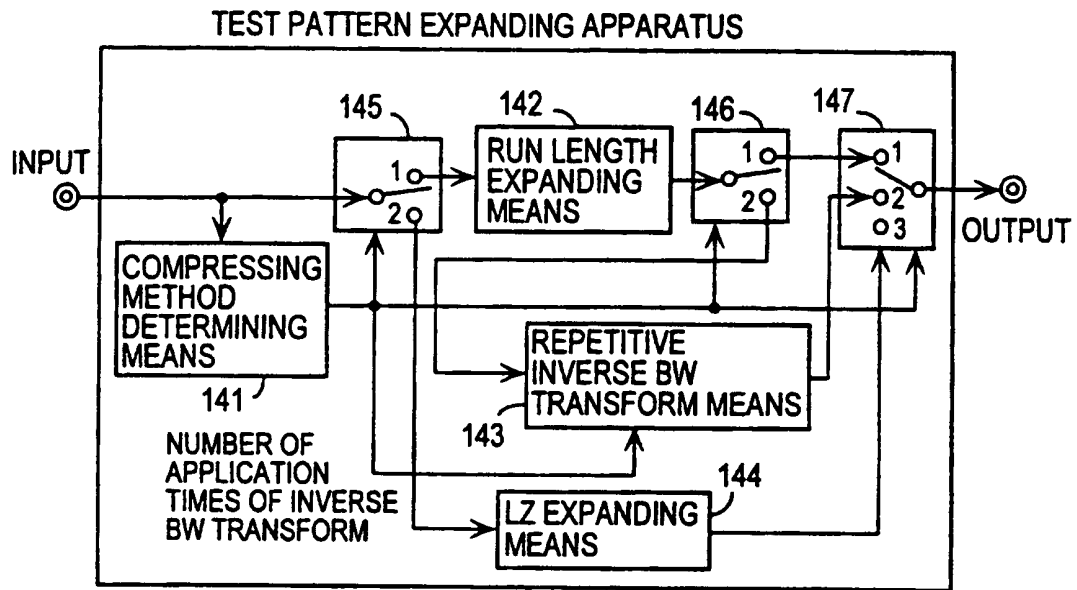 TEST PATTERN EXPANDING APPARATUS
INPUT
145
1
2
142
RUN LENGTH
EXPANDING
MEANS
146
1
2
147
1
2
3
OUTPUT
COMPRESSING
METHOD
DETERMINING
MEANS
141
REPETITIVE
INVERSE BW
TRANSFORM MEANS
143
NUMBER OF
APPLICATION
TIMES OF INVERSE
BW TRANSFORM
LZ EXPANDING
MEANS
144